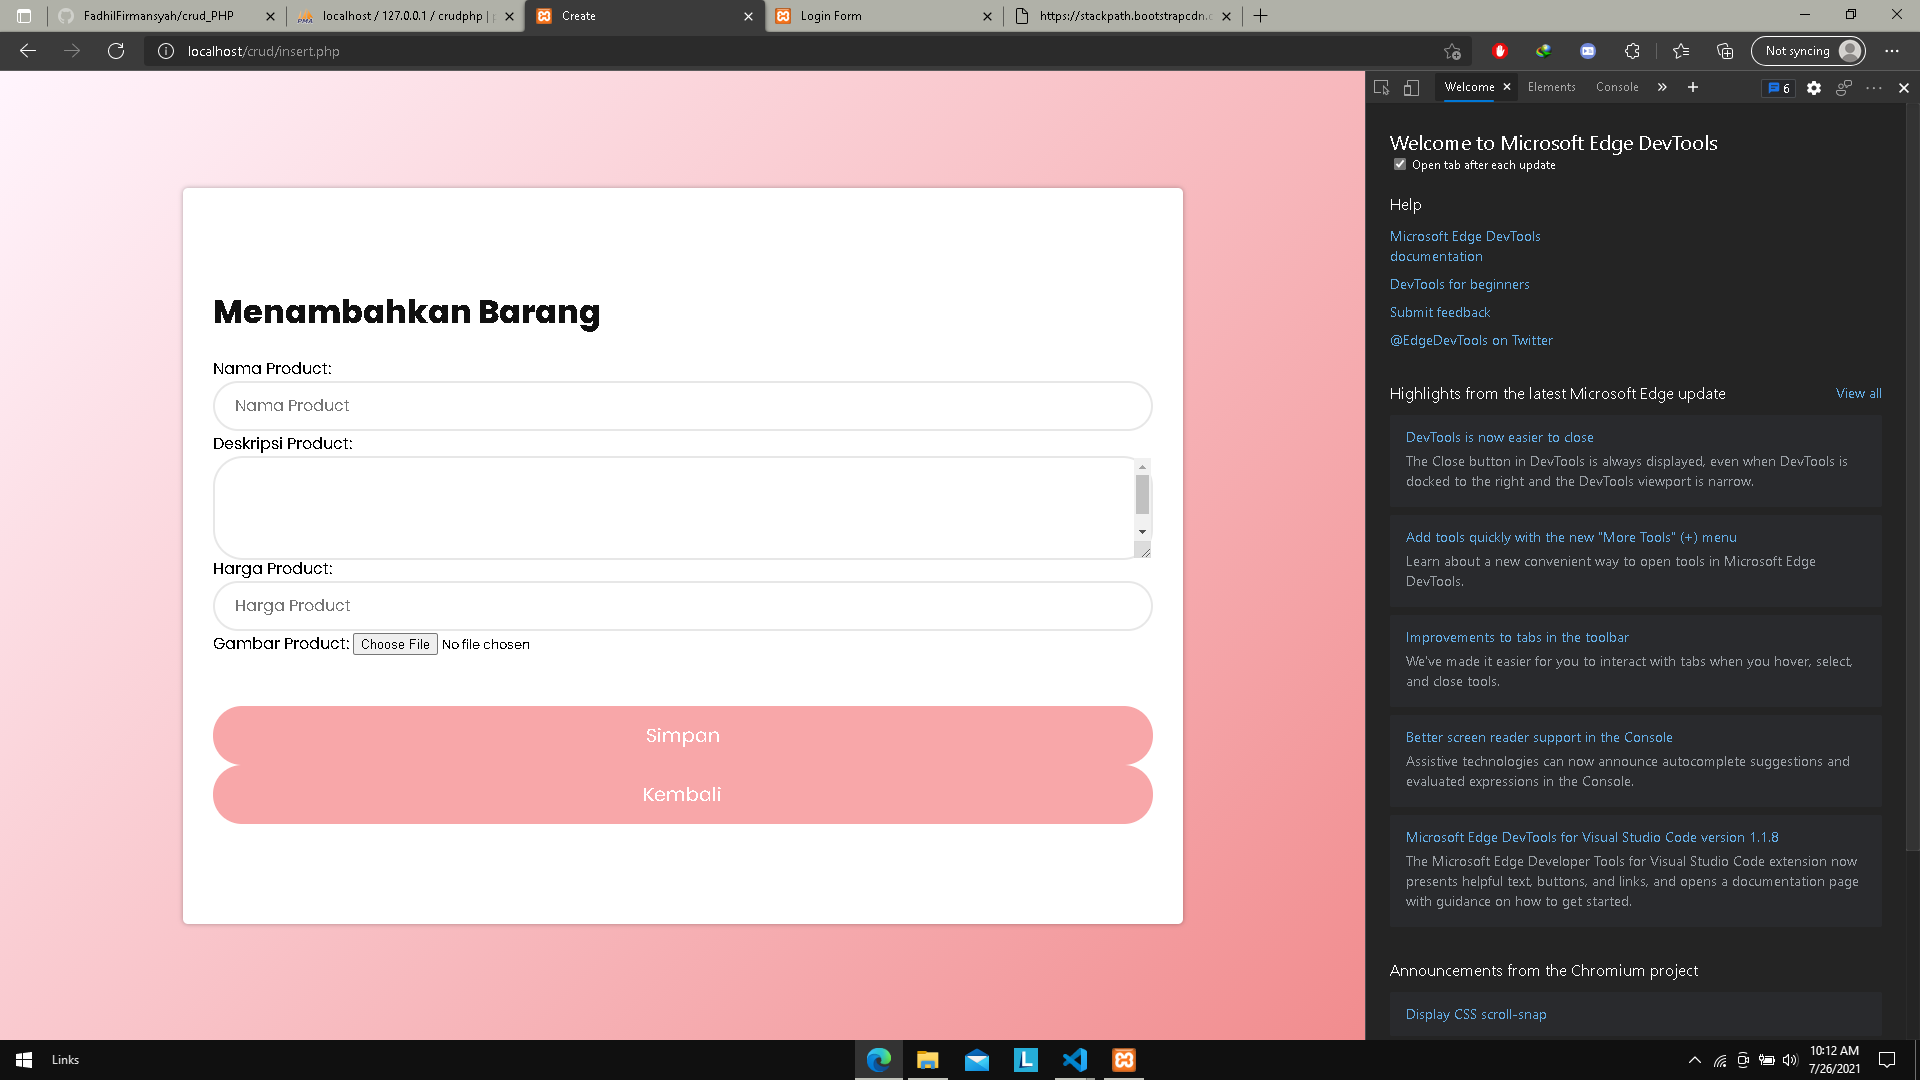 FadhilFirmansyah/crud_PHP
localhost / 127.0.0.1 / crudphp |
Create
Login Form
https://stackpath.bootstrapcdn.c
localhost/crud/insert.php
Not syncing
Welcome
Elements
Console
6
Menambahkan Barang
Nama Product:
Nama Product
Deskripsi Product:
Harga Product:
Harga Product
Gambar Product: Choose File No file chosen
Simpan
Kembali
Welcome to Microsoft Edge DevTools
Open tab after each update
Help
Microsoft Edge DevTools
documentation
DevTools for beginners
Submit feedback
@EdgeDevTools on Twitter
Highlights from the latest Microsoft Edge update
View all
DevTools is now easier to close
The Close button in DevTools is always displayed, even when DevTools is
docked to the right and the DevTools viewport is narrow.
Add tools quickly with the new "More Tools" (+) menu
Learn about a new convenient way to open tools in Microsoft Edge
DevTools.
Improvements to tabs in the toolbar
We've made it easier for you to interact with tabs when you hover, select,
and close tools.
Better screen reader support in the Console
Assistive technologies can now announce autocomplete suggestions and
evaluated expressions in the Console.
Microsoft Edge DevTools for Visual Studio Code version 1.1.8
The Microsoft Edge Developer Tools for Visual Studio Code extension now
presents helpful text, buttons, and links, and opens a documentation page
with guidance on how to get started.
Announcements from the Chromium project
Display CSS scroll-snap
Links
L
10:12 AM
7/26/2021